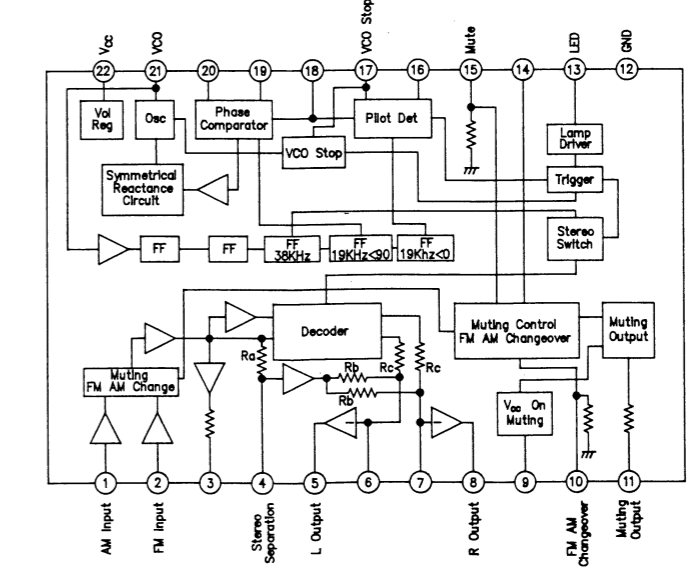 Vcc
VCO
VCO Stop
Mute
LED
GND
22
21
20
19
18
17
16
15
14
13
12
Vol
Reg
Osc
Phase
Comparator
Pilot Det
Lamp
Driver
VCO Stop
Symmetrical
Reactance
Circuit
Trigger
Stereo
Switch
FF
FF
FF
38KHz
FF
19KHz<90
FF
19Khz<0
Decoder
Muting Control
FM AM Changeover
Muting
Output
Ra
Rb
Rc
Rc
Rb
Muting
FM AM Change
Vcc On
Muting
1
2
3
4
5
6
7
8
9
10
11
AM Input
FM Input
Stereo
Separation
L Output
R Output
FM AM
Changeover
Muting
Output